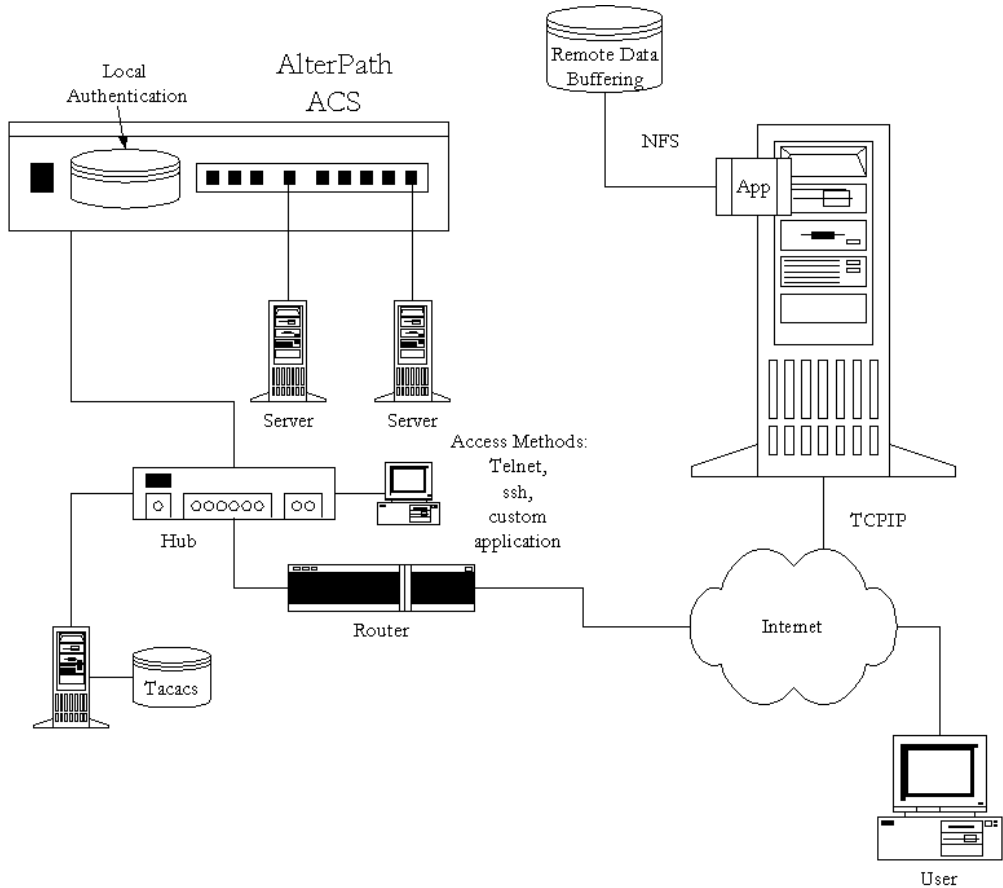 Local
Authentication
AlterPath
ACS
Remote Data
Buffering
NFS
App
Server
Server
Access Methods:
Telnet,
ssh,
custom
application
Hub
TCPIP
Router
Internet
Tacacs
User